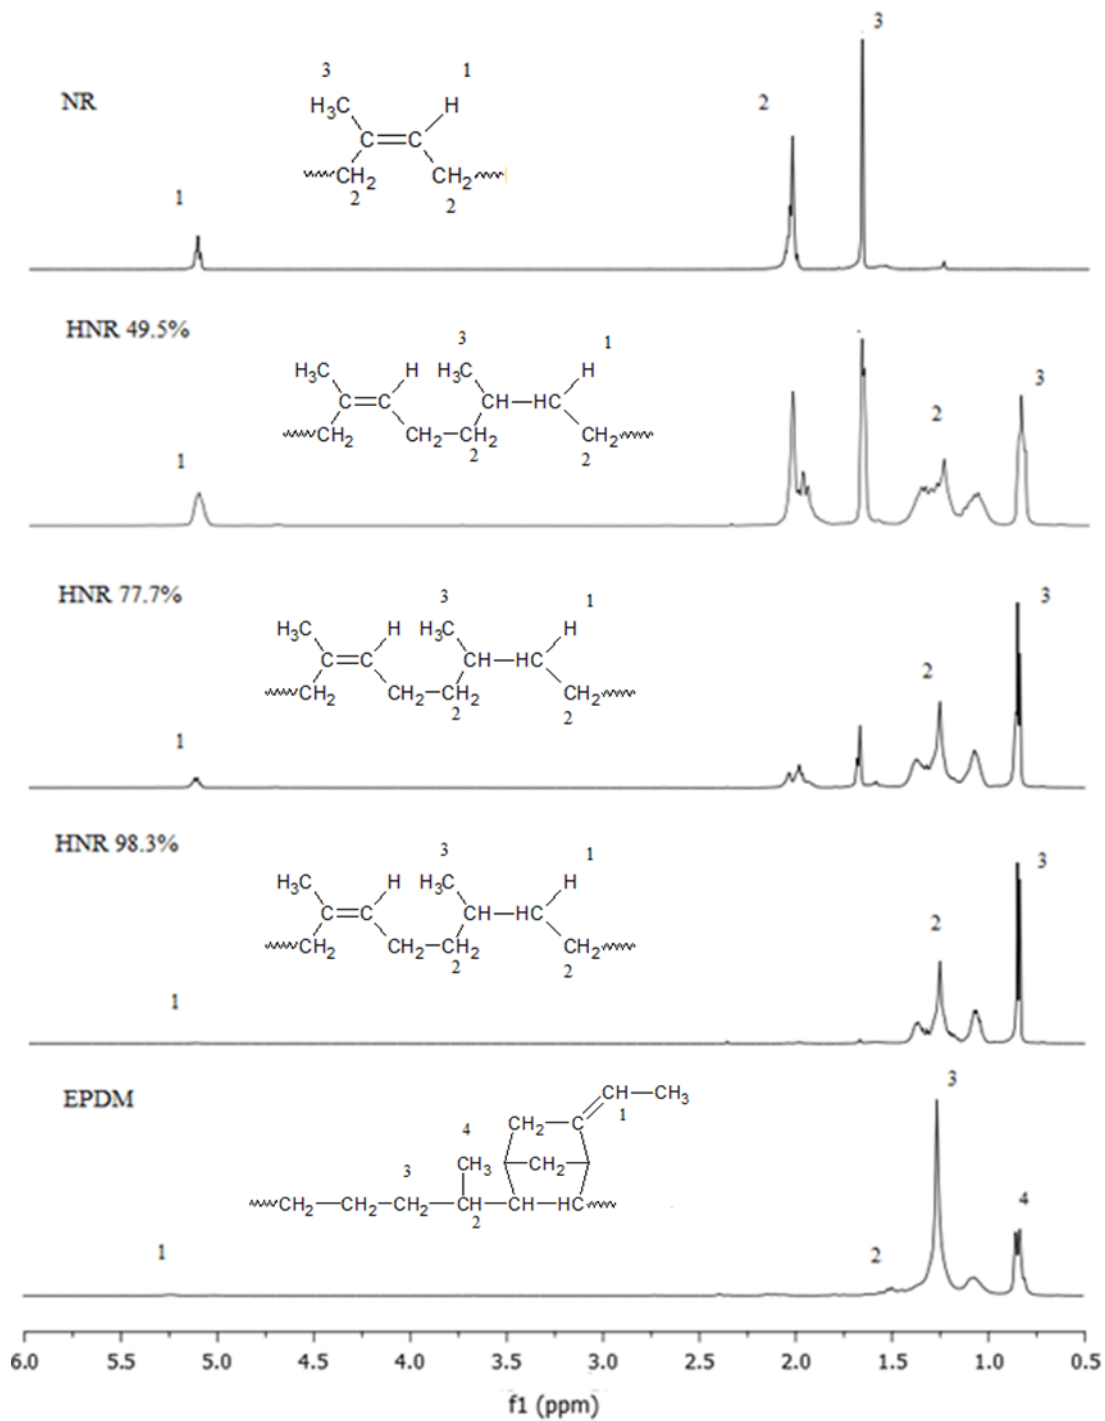 3
3 1
NR
H₃C H
2
C=C
CH₂ CH₂
1
2 2
HNR 49.5%
3 1
H₃C H H₃C H
3
C=C CH—HC
2
CH₂ CH₂—CH₂ CH₂
1
2 2
HNR 77.7%
3 1
3
H₃C H H₃C H
C=C CH—HC
2
CH₂ CH₂—CH₂ CH₂
2 2
1
HNR 98.3%
3 1
3
H₃C H H₃C H
C=C CH—HC
2
CH₂ CH₂—CH₂ CH₂
2 2
1
EPDM
3
CH—CH₃
1
CH₂ C
4
CH₃ CH₂
3
4
CH₂—CH₂—CH₂—CH—CH—HC
2
1
2
6.0 5.5 5.0 4.5 4.0 3.5 3.0 2.5 2.0 1.5 1.0 0.5
f1 (ppm)